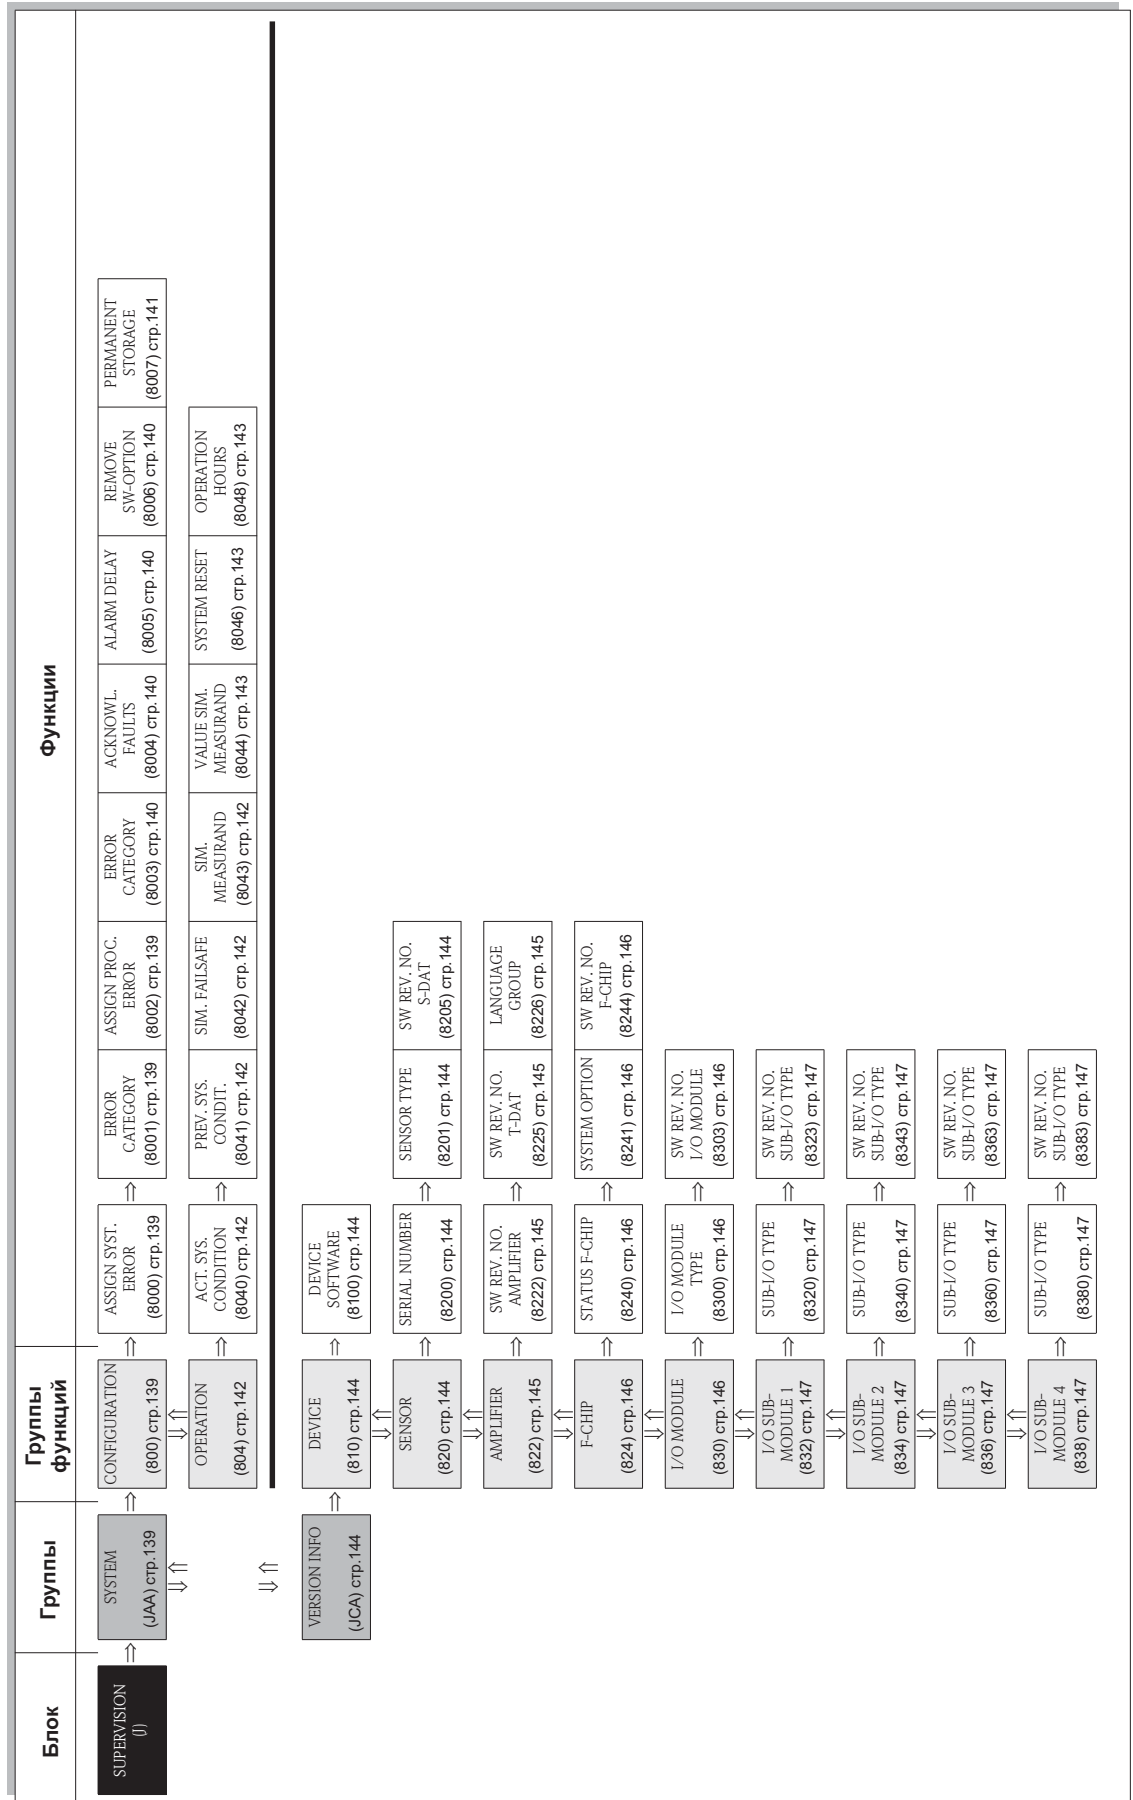 Блок
Группы
Группы
функций
Функции
SUPERVISION
(J)
SYSTEM
(JAA) стр.139
CONFIGURATION
(800) стр.139
ASSIGN SYST.
ERROR
(8000) стр.139
ERROR
CATEGORY
(8001) стр.139
ASSIGN PROC.
ERROR
(8002) стр.139
ERROR
CATEGORY
(8003) стр.140
ACKNOWL.
FAULTS
(8004) стр.140
ALARM DELAY
(8005) стр.140
REMOVE
SW-OPTION
(8006) стр.140
PERMANENT
STORAGE
(8007) стр.141
OPERATION
(804) стр.142
ACT. SYS.
CONDITION
(8040) стр.142
PREV. SYS.
CONDIT.
(8041) стр.142
SIM. FAILSAFE
(8042) стр.142
SIM.
MEASURAND
(8043) стр.142
VALUE SIM.
MEASURAND
(8044) стр.143
SYSTEM RESET
(8046) стр.143
OPERATION
HOURS
(8048) стр.143
VERSION INFO
(JCA) стр.144
DEVICE
(810) стр.144
DEVICE
SOFTWARE
(8100) стр.144
SENSOR
(820) стр.144
SERIAL NUMBER
(8200) стр.144
SENSOR TYPE
(8201) стр.144
SW REV. NO.
S-DAT
(8205) стр.144
AMPLIFIER
(822) стр.145
SW REV. NO.
AMPLIFIER
(8222) стр.145
SW REV. NO.
T-DAT
(8225) стр.145
LANGUAGE
GROUP
(8226) стр.145
F-CHIP
(824) стр.146
STATUS F-CHIP
(8240) стр.146
SYSTEM OPTION
(8241) стр.146
SW REV. NO.
F-CHIP
(8244) стр.146
I/O MODULE
(830) стр.146
I/O MODULE
TYPE
(8300) стр.146
SW REV. NO.
I/O MODULE
(8303) стр.146
I/O SUB-
MODULE 1
(832) стр.147
SUB-I/O TYPE
(8320) стр.147
SW REV. NO.
SUB-I/O TYPE
(8323) стр.147
I/O SUB-
MODULE 2
(834) стр.147
SUB-I/O TYPE
(8340) стр.147
SW REV. NO.
SUB-I/O TYPE
(8343) стр.147
I/O SUB-
MODULE 3
(836) стр.147
SUB-I/O TYPE
(8360) стр.147
SW REV. NO.
SUB-I/O TYPE
(8363) стр.147
I/O SUB-
MODULE 4
(838) стр.147
SUB-I/O TYPE
(8380) стр.147
SW REV. NO.
SUB-I/O TYPE
(8383) стр.147